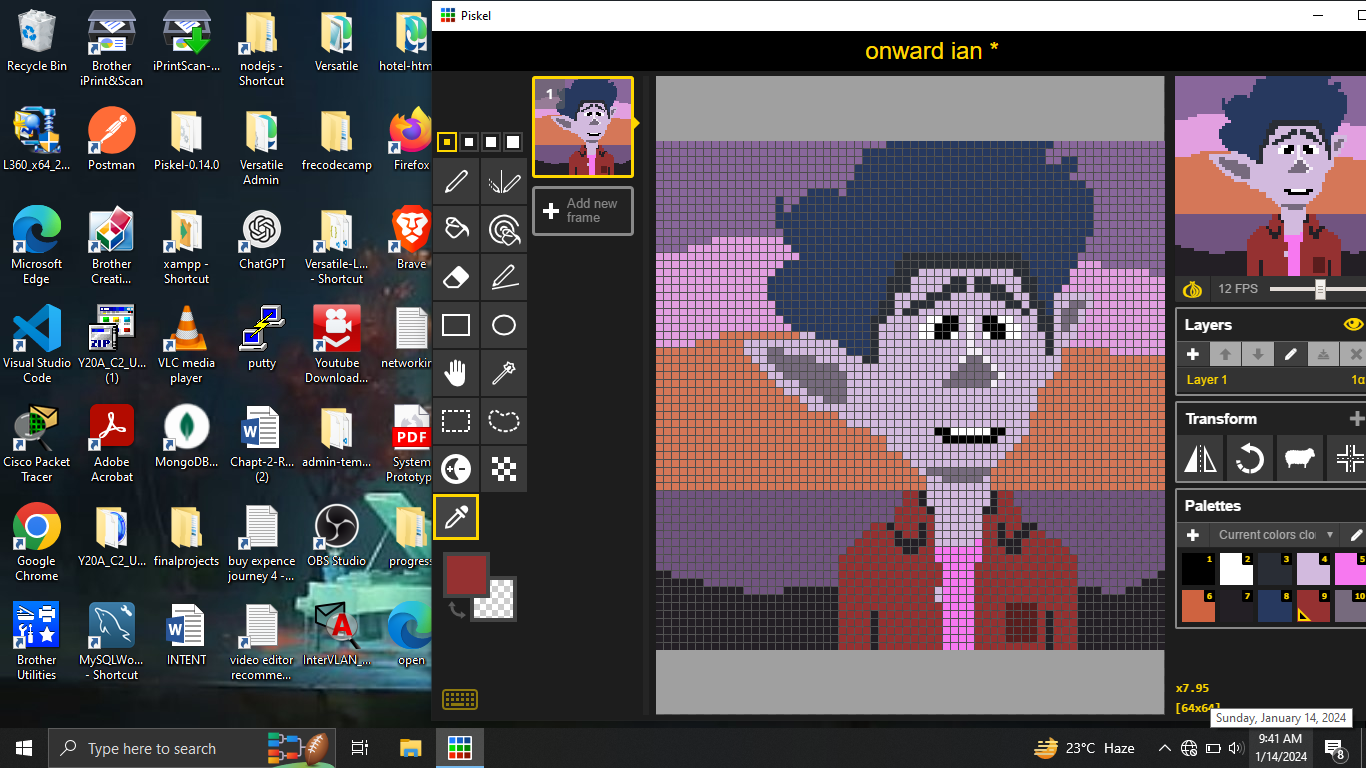 Recycle Bin
Brother
iPrint&Scan
iPrintScan-...
nodejs -
Shortcut
Versatile
hotel-htm
L360_x64_2...
Postman
Piskel-0.14.0
Versatile
Admin
frecodecamp
Firefox
Microsoft
Edge
Brother
Creati...
xampp -
Shortcut
ChatGPT
Versatile-L...
- Shortcut
Brave
Visual Studio
Code
Y20A_C2_U...
(1)
VLC media
player
putty
Youtube
Download...
networkin
Cisco Packet
Tracer
Adobe
Acrobat
MongoDB...
Chapt-2-R...
(2)
admin-tem...
PDF
System
Prototyp
Google
Chrome
Y20A_C2_U...
finalprojects
buy expence
journey 4 -...
OBS Studio
progress
Brother
Utilities
MySQLWo...
- Shortcut
INTENT
video editor
recomme...
InterVLAN_...
open
Piskel
onward ian *
1
Add new
frame
12 FPS
Layers
Layer 1
1α
Transform
Palettes
Current colors clo
1
2
3
4
5
6
7
8
9
10
x7.95
[64x64]
Sunday, January 14, 2024
Type here to search
23°C Haze
9:41 AM
1/14/2024
8